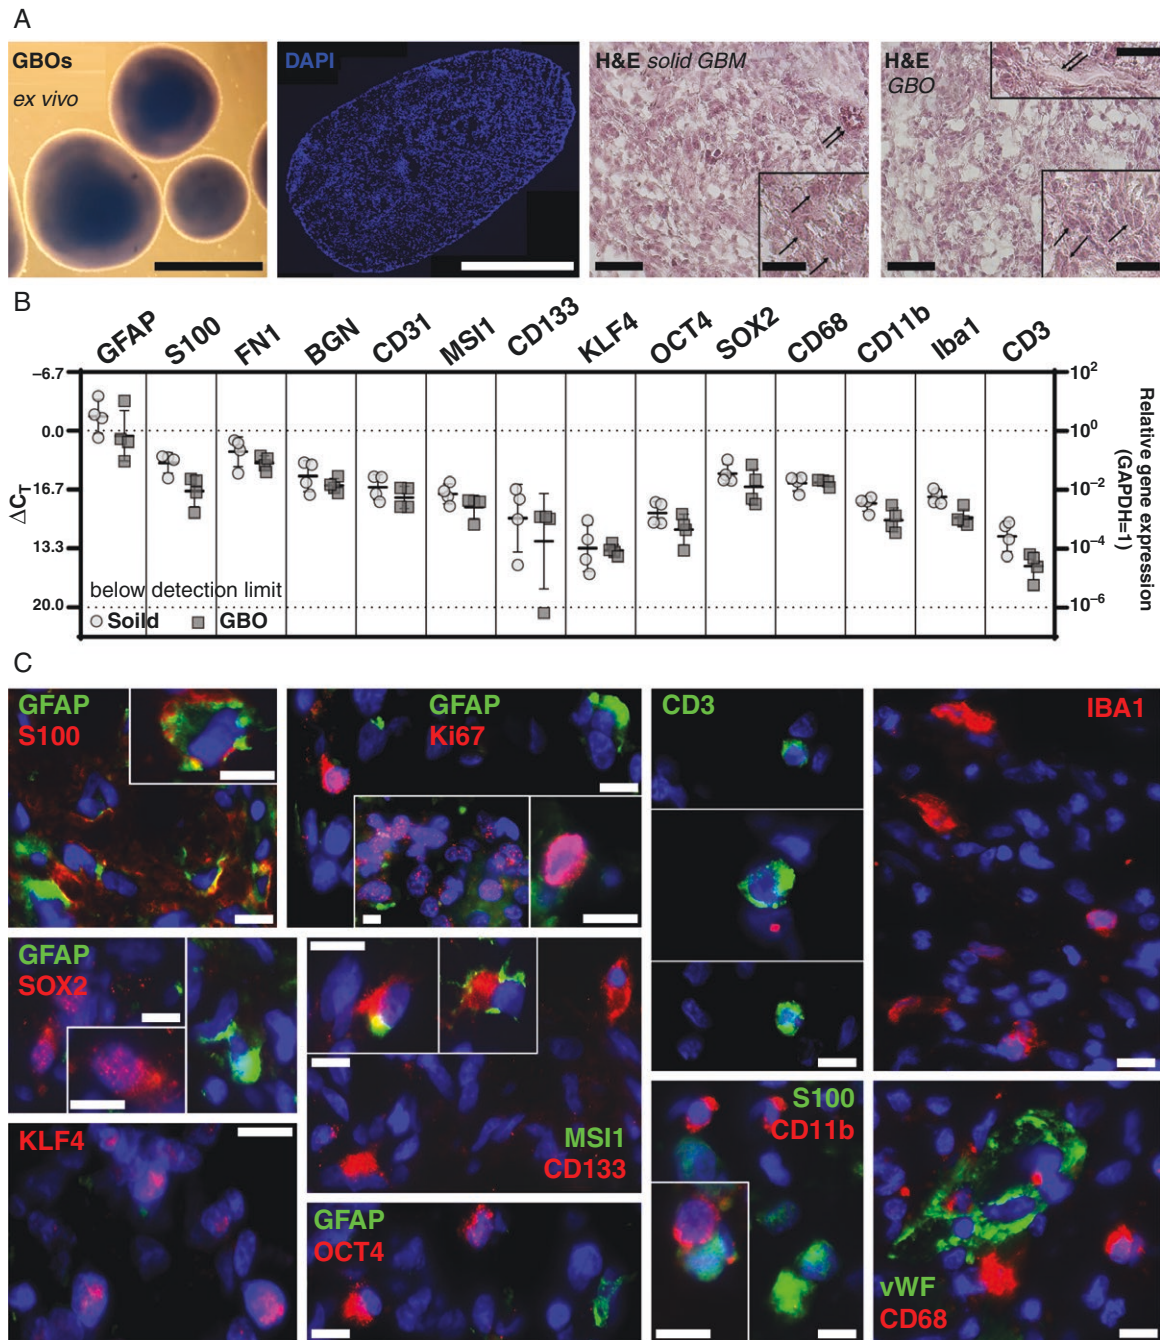 A
GBOs
ex vivo
DAPI
H&E solid GBM
H&E
GBO
B
GFAP S100 FN1 BGN CD31 MSI1 CD133 KLF4 OCT4 SOX2 CD68 CD11b Iba1 CD3
–6.7
0.0
16.7
13.3
20.0
ΔCT
10²
10⁰
10⁻²
10⁻⁴
10⁻⁶
Relative gene expression
(GAPDH=1)
below detection limit
Soild GBO
C
GFAP
S100
GFAP
Ki67
CD3
IBA1
GFAP
SOX2
MSI1
CD133
KLF4
GFAP
OCT4
S100
CD11b
vWF
CD68